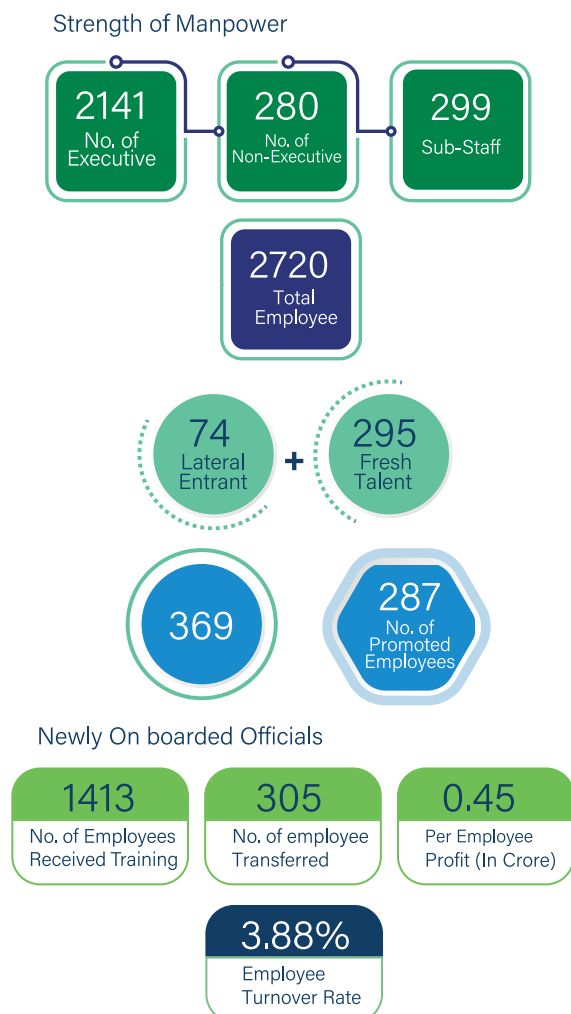 Strength of Manpower
2141
No. of
Executive
280
No. of
Non-Executive
299
Sub-Staff
2720
Total
Employee
74
Lateral
Entrant
+
295
Fresh
Talent
369
287
No. of
Promoted
Employees
Newly On boarded Officials
1413
No. of Employees
Received Training
305
No. of employee
Transferred
0.45
Per Employee
Profit (In Crore)
3.88%
Employee
Turnover Rate